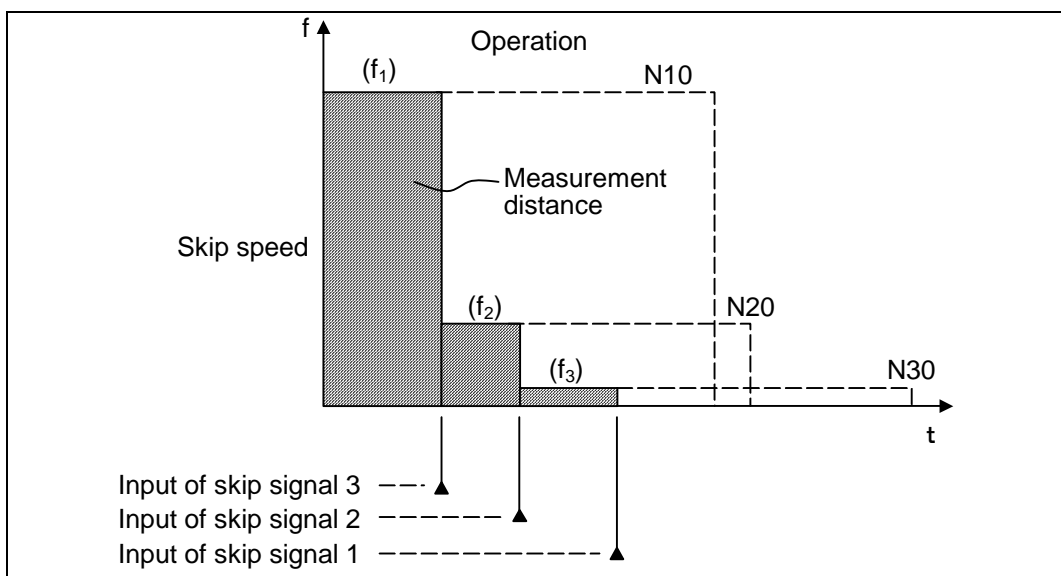 f
Operation
(f₁)
N10
Measurement
distance
Skip speed
(f₂)
N20
(f₃)
N30
t
Input of skip signal 3
Input of skip signal 2
Input of skip signal 1